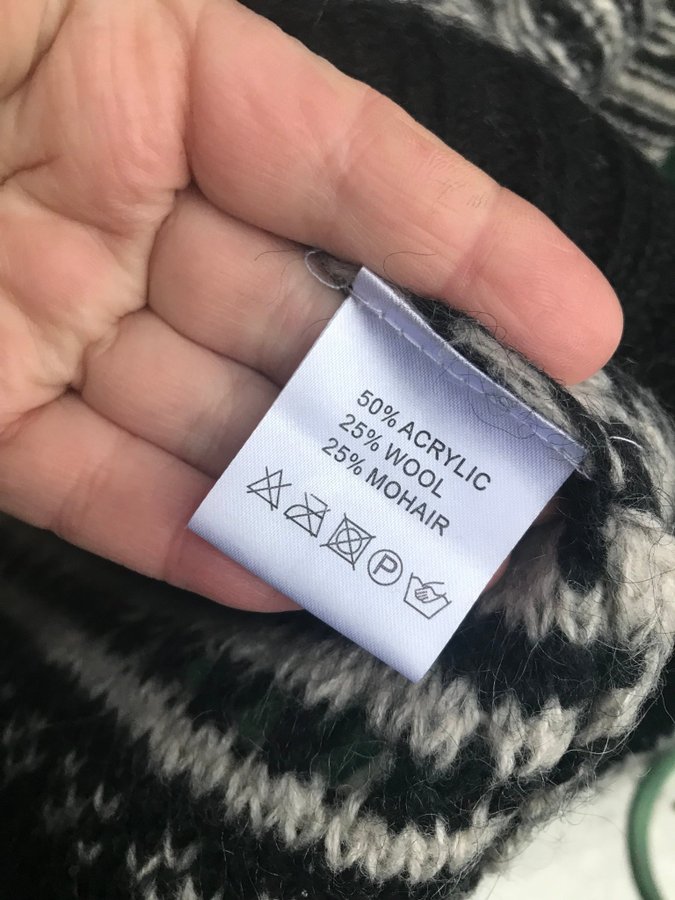 50% ACRYLIC
25% WOOL
25% MOHAIR
P